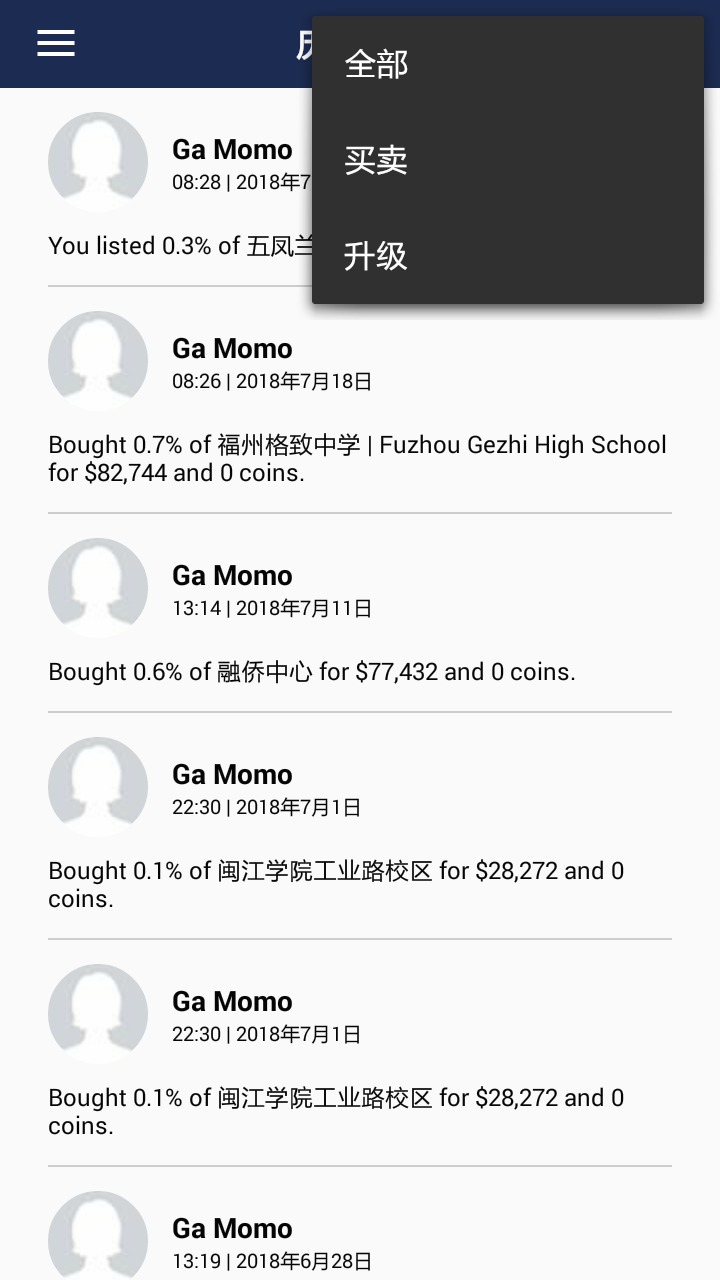 全部
买卖
升级
Ga Momo
08:28 | 2018年7
You listed 0.3% of 五凤兰
Ga Momo
08:26 | 2018年7月18日
Bought 0.7% of 福州格致中学 | Fuzhou Gezhi High School
for $82,744 and 0 coins.
Ga Momo
13:14 | 2018年7月11日
Bought 0.6% of 融侨中心 for $77,432 and 0 coins.
Ga Momo
22:30 | 2018年7月1日
Bought 0.1% of 闽江学院工业路校区 for $28,272 and 0
coins.
Ga Momo
22:30 | 2018年7月1日
Bought 0.1% of 闽江学院工业路校区 for $28,272 and 0
coins.
Ga Momo
13:19 | 2018年6月28日